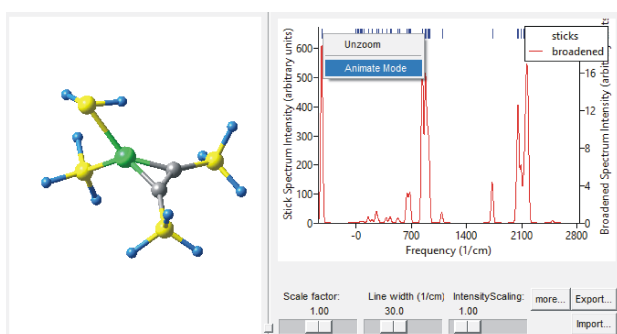 Unzoom
Animate Mode
sticks
broadened
Stick Spectrum Intensity (arbitrary units)
600
500
400
300
200
100
0
Broadened Spectrum Intensity (arbitrary units)
16
12
8
4
0
-0 700 1400 2100 2800
Frequency (1/cm)
Scale factor: Line width (1/cm) IntensityScaling: more... Export...
1.00 30.0 1.00
Import...